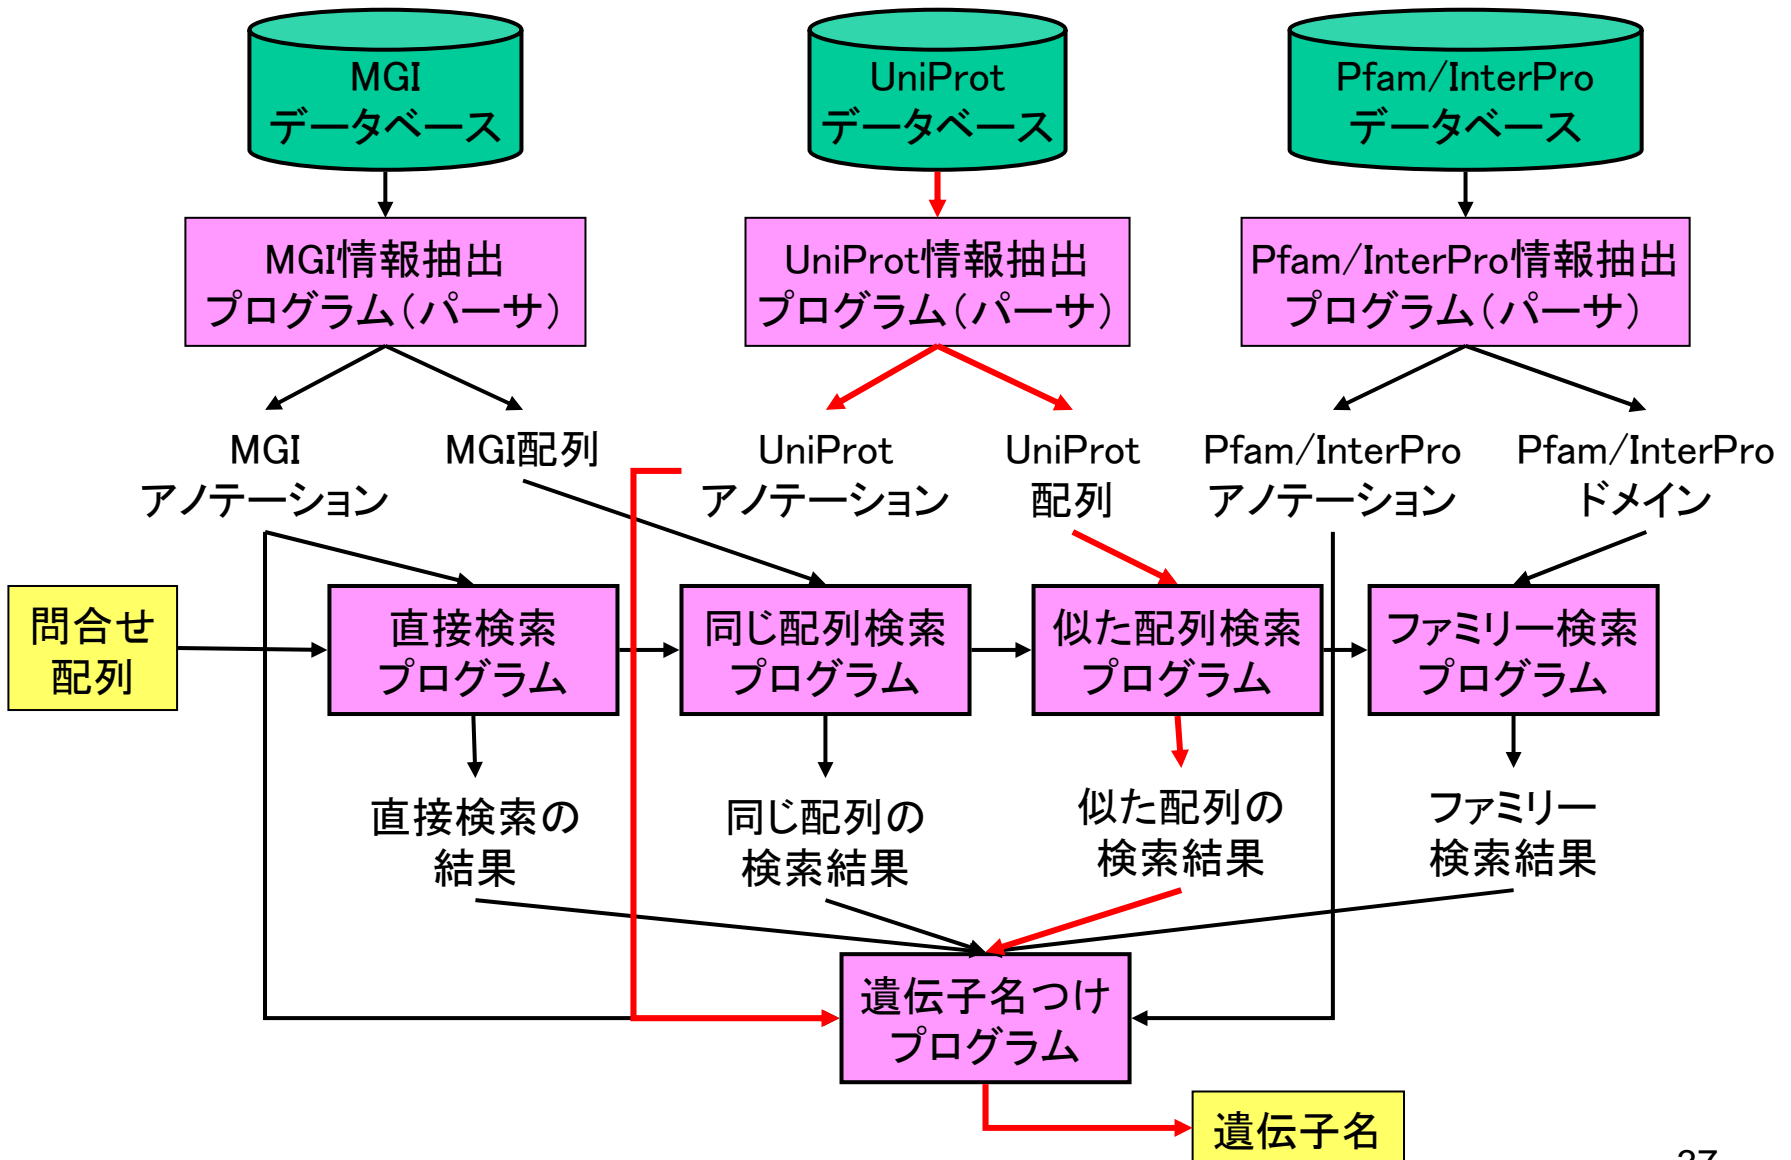 MGI
データベース
UniProt
データベース
Pfam/InterPro
データベース
MGI情報抽出
プログラム(パーサ)
UniProt情報抽出
プログラム(パーサ)
Pfam/InterPro情報抽出
プログラム(パーサ)
MGI
アノテーション
MGI配列
UniProt
アノテーション
UniProt
配列
Pfam/InterPro
アノテーション
Pfam/InterPro
ドメイン
問合せ
配列
直接検索
プログラム
同じ配列検索
プログラム
似た配列検索
プログラム
ファミリー検索
プログラム
直接検索の
結果
同じ配列の
検索結果
似た配列の
検索結果
ファミリー
検索結果
遺伝子名つけ
プログラム
遺伝子名